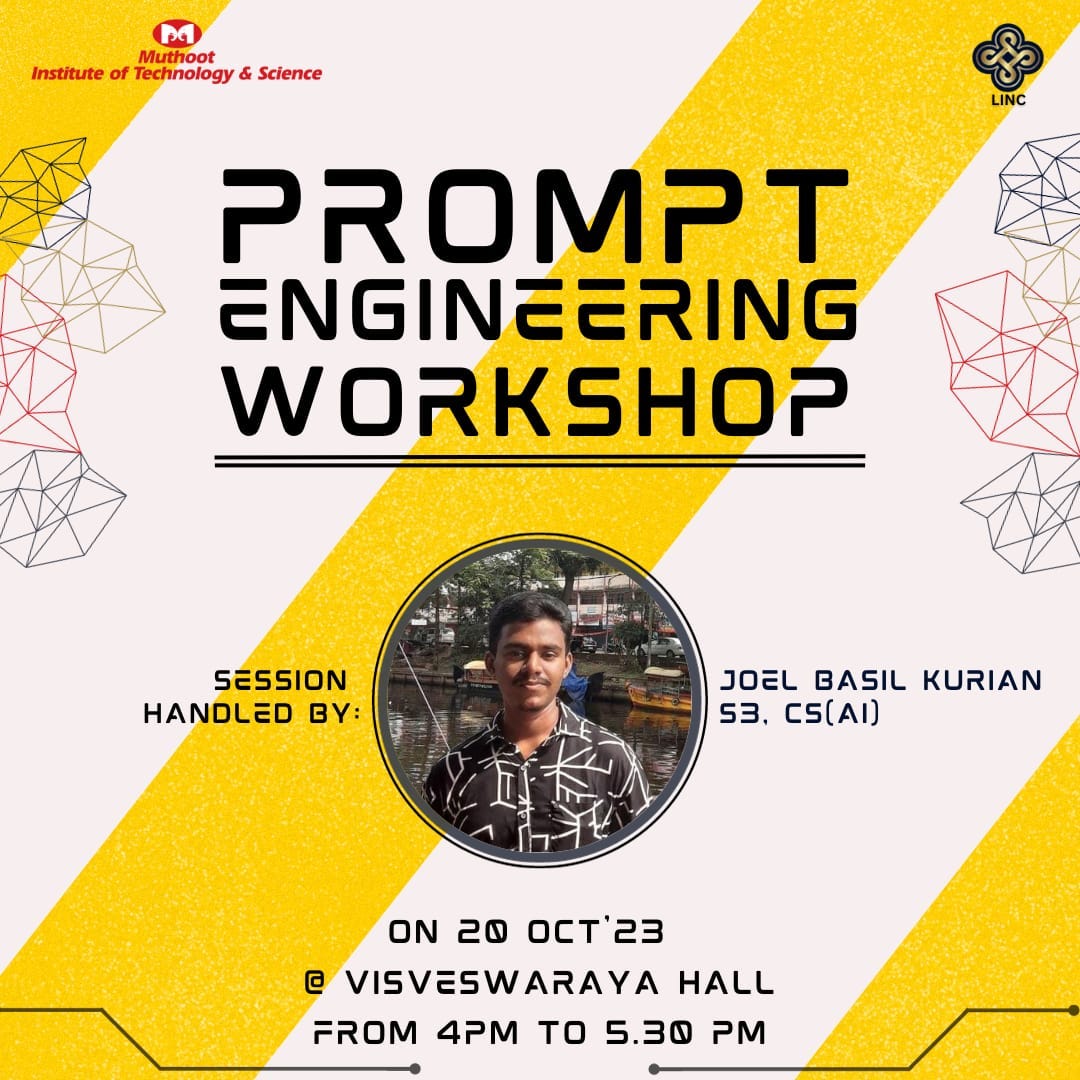 Muthoot
Institute of Technology & Science
LINC
PROMPT
ENGINEERING
WORKSHOP
SESSION
HANDLED BY:
JOEL BASIL KURIAN
S3, CS(AI)
ON 20 OCT'23
@ VISVESWARAYA HALL
FROM 4PM TO 5.30 PM